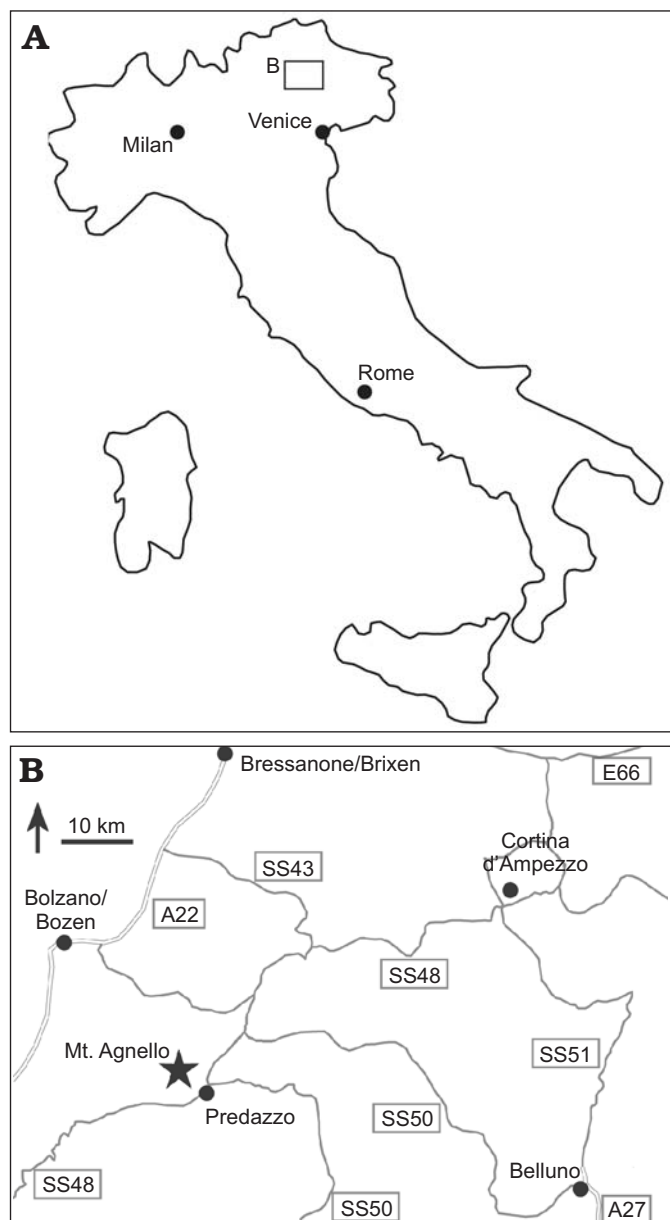 A
B
Milan
Venice
Rome
B
Bressanone/Brixen
E66
10 km
Cortina
d'Ampezzo
SS43
Bolzano/
Bozen
A22
SS48
Mt. Agnello
SS51
Predazzo
SS50
Belluno
SS48
SS50
A27